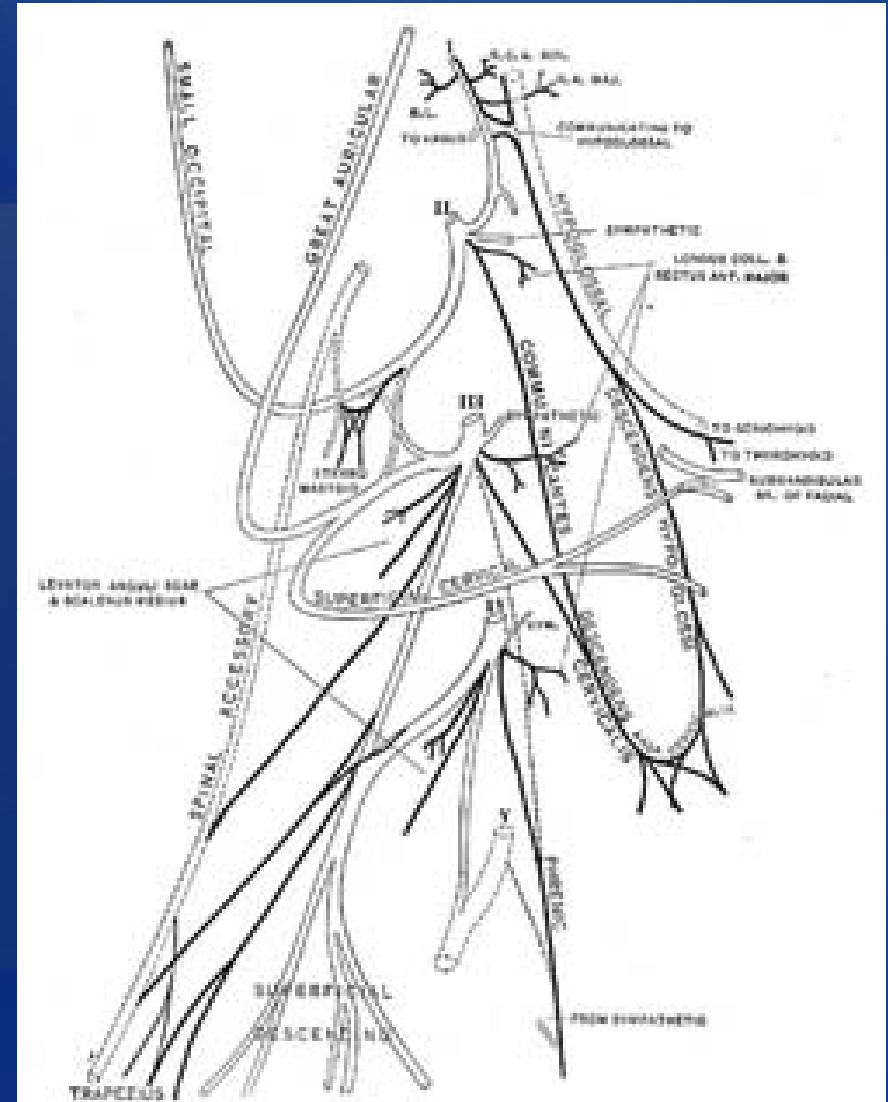 I
TO VAGUS
COMMUNICATING TO
HYPOGLOSSAL
SMALL OCCIPITAL
GREAT AURICULAR
II
HYPOGLOSSAL
SYMPATHETIC
LONGUS COLL. &
RECTUS ANT. MAJOR
COMMUNICANTES
III
SYMPATHETIC
DESCENDENS HYPOGLOSSI
TO GENIOHYOID
TO THYROHYOID
STERNO
MASTOID
SUBMANDIBULAR
BR. OF FACIAL
LEVATOR ANGULI SCAP.
& SCALENUS MEDIUS
SUPERFICIAL CERVICAL
SPINAL ACCESSORY
DESCENDENS
CERVICALIS
V
PHRENIC
SUPERFICIAL
DESCENDING
FROM SYMPATHETIC
TRAPEZIUS